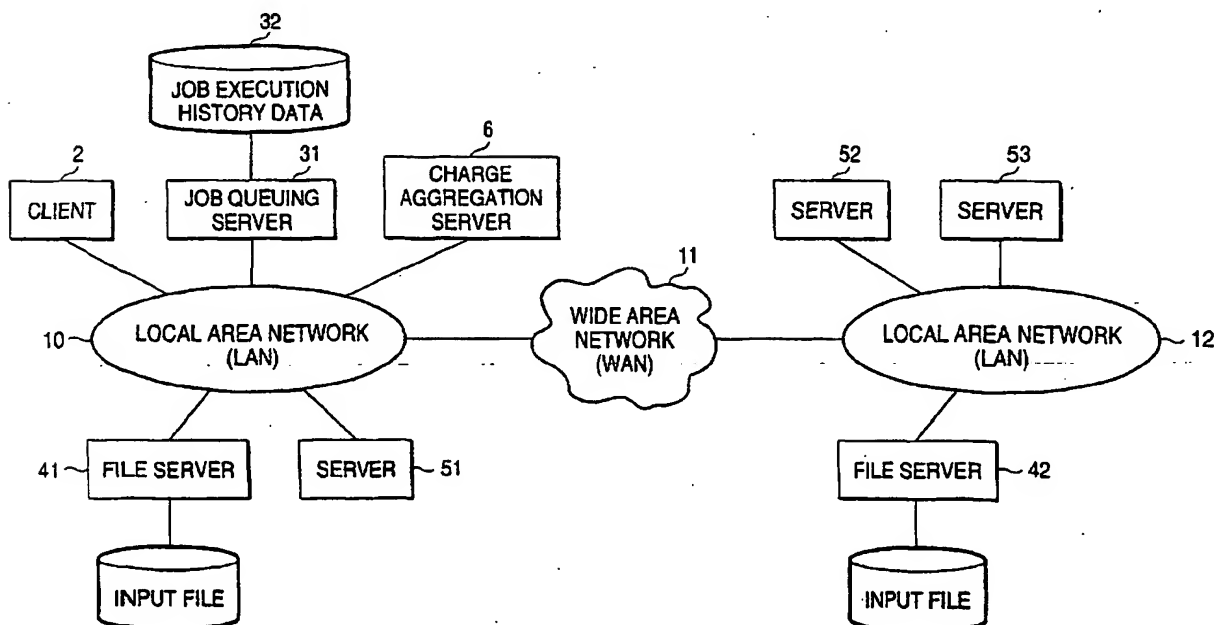 32
JOB EXECUTION
HISTORY DATA
2
CLIENT
31
JOB QUEUING
SERVER
6
CHARGE
AGGREGATION
SERVER
52
SERVER
53
SERVER
10
LOCAL AREA NETWORK
(LAN)
11
WIDE AREA
NETWORK
(WAN)
LOCAL AREA NETWORK
(LAN)
12
41
FILE SERVER
SERVER
51
FILE SERVER
42
INPUT FILE
INPUT FILE